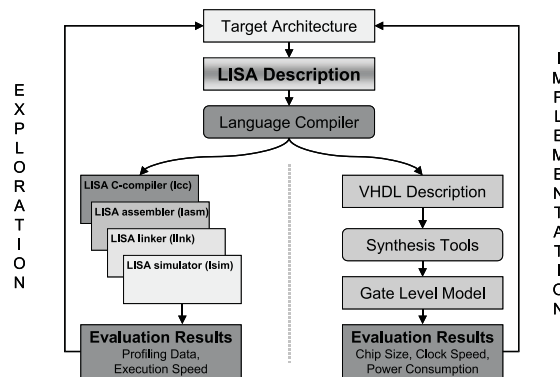 Target Architecture
LISA Description
Language Compiler
EXPLORATION
LISA C-compiler (lcc)
LISA assembler (lasm)
LISA linker (llnk)
LISA simulator (lsim)
Evaluation Results
Profiling Data,
Execution Speed
VHDL Description
Synthesis Tools
Gate Level Model
Evaluation Results
Chip Size, Clock Speed,
Power Consumption
IMPLEMENTATION